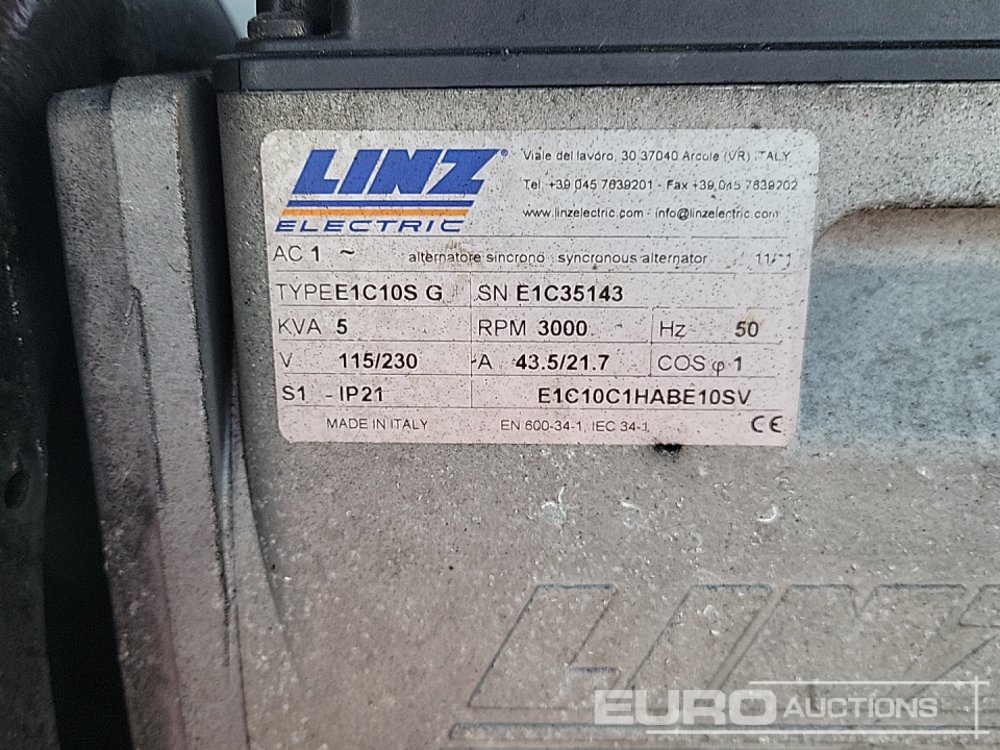 LINZ®
ELECTRIC
Viale del lavoro, 30 37040 Arcole (VR) ITALY
Tel. +39 045 7639201 - Fax +39 045 7639202
www.linzelectric.com - info@linzelectric.com
AC 1 ~ alternatore sincrono syncronous alternator
TYPE E1C10S G SN E1C35143
KVA 5 RPM 3000 Hz 50
V 115/230 A 43.5/21.7 COS φ 1
S1 - IP21 E1C10C1HABE10SV
MADE IN ITALY EN 600-34-1, IEC 34-1 CE
LINZ
EURO AUCTIONS